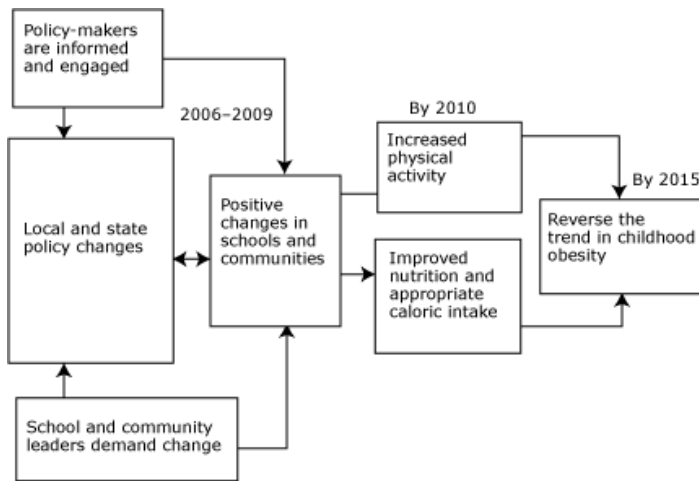 Policy-makers
are informed
and engaged
2006–2009
By 2010
Increased
physical
activity
By 2015
Local and state
policy changes
Positive
changes in
schools and
communities
Reverse the
trend in childhood
obesity
Improved
nutrition and
appropriate
caloric intake
School and community
leaders demand change